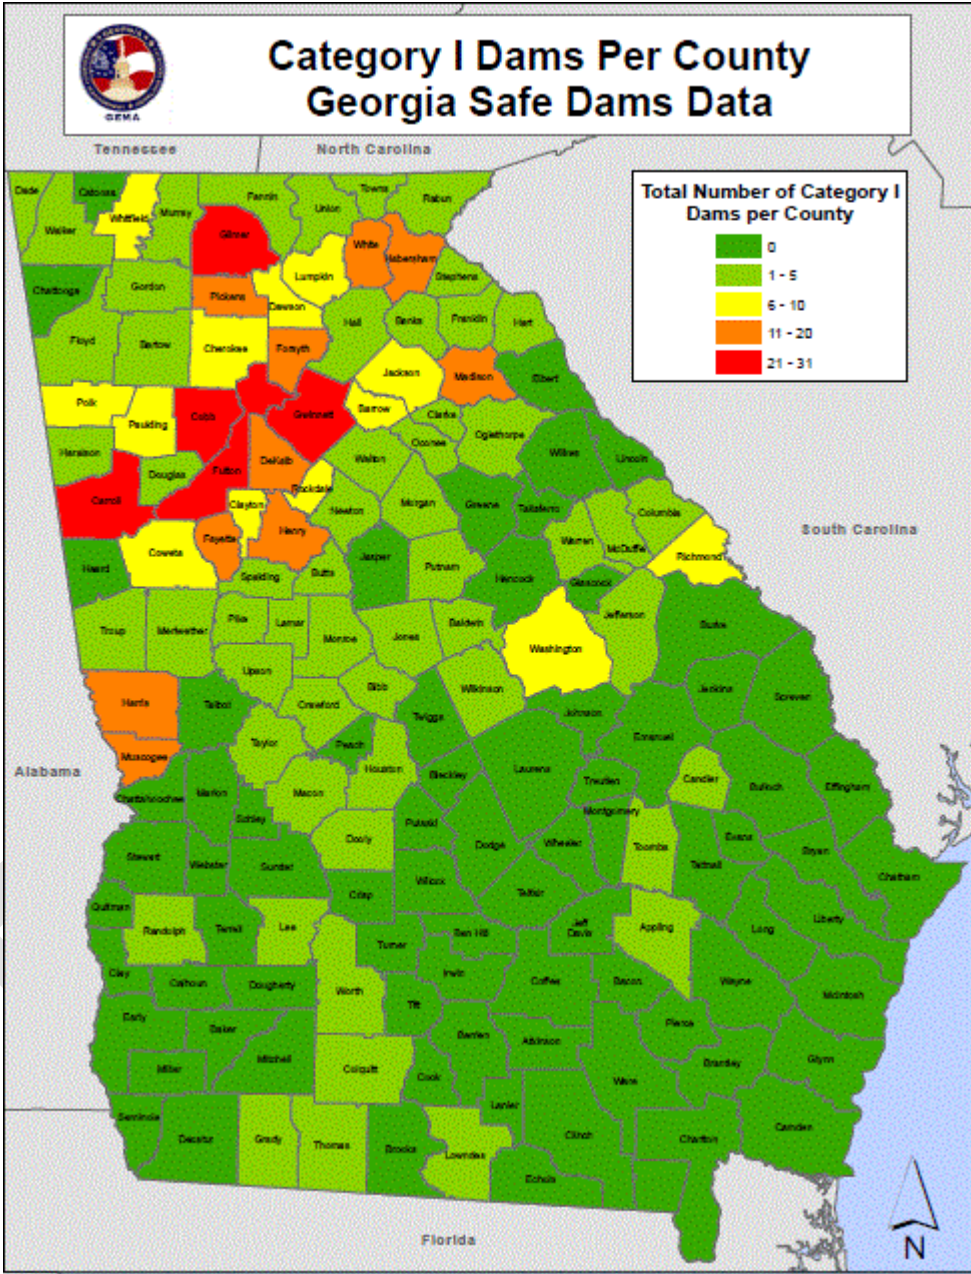 Category I Dams Per County
Georgia Safe Dams Data
GEMA
Tennessee
North Carolina
Total Number of Category I
Dams per County
0
1 - 5
6 - 10
11 - 20
21 - 31
Dade
Catoosa
Whitfield
Murray
Fannin
Union
Towns
Rabun
Walker
Gilmer
White
Habersham
Lumpkin
Stephens
Chattooga
Gordon
Pickens
Dawson
Hall
Banks
Franklin
Hart
Floyd
Bartow
Cherokee
Forsyth
Jackson
Madison
Elbert
Polk
Paulding
Cobb
Gwinnett
Barrow
Clarke
Oconee
Oglethorpe
Wilkes
Lincoln
Haralson
Douglas
Fulton
DeKalb
Walton
Carroll
Rockdale
Clayton
Newton
Morgan
Greene
Taliaferro
Columbia
South Carolina
Coweta
Fayette
Henry
Jasper
Putnam
Warren
McDuffie
Richmond
Heard
Spalding
Butts
Hancock
Glascock
Troup
Meriwether
Pike
Lamar
Monroe
Jones
Baldwin
Washington
Jefferson
Burke
Upson
Bibb
Wilkinson
Jenkins
Screven
Harris
Talbot
Crawford
Twiggs
Johnson
Emanuel
Muscogee
Taylor
Peach
Houston
Alabama
Bleckley
Laurens
Treutlen
Candler
Bulloch
Effingham
Chattahoochee
Marion
Macon
Montgomery
Schley
Pulaski
Dodge
Wheeler
Toombs
Evans
Dooly
Tattnall
Bryan
Stewart
Webster
Sumter
Wilcox
Telfair
Chatham
Crisp
Quitman
Randolph
Terrell
Lee
Turner
Ben Hill
Jeff
Davis
Appling
Long
Liberty
Clay
Calhoun
Dougherty
Worth
Irwin
Coffee
Bacon
Wayne
McIntosh
Early
Baker
Tift
Pierce
Miller
Mitchell
Berrien
Atkinson
Brantley
Glynn
Colquitt
Cook
Ware
Lanier
Seminole
Decatur
Grady
Thomas
Brooks
Lowndes
Clinch
Charlton
Camden
Echols
Florida
N